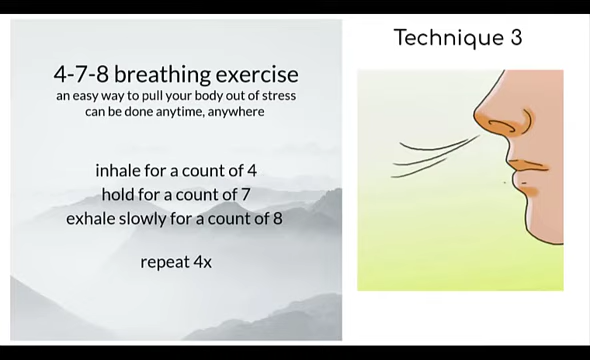 4-7-8 breathing exercise
an easy way to pull your body out of stress
can be done anytime, anywhere
inhale for a count of 4
hold for a count of 7
exhale slowly for a count of 8
repeat 4x
Technique 3